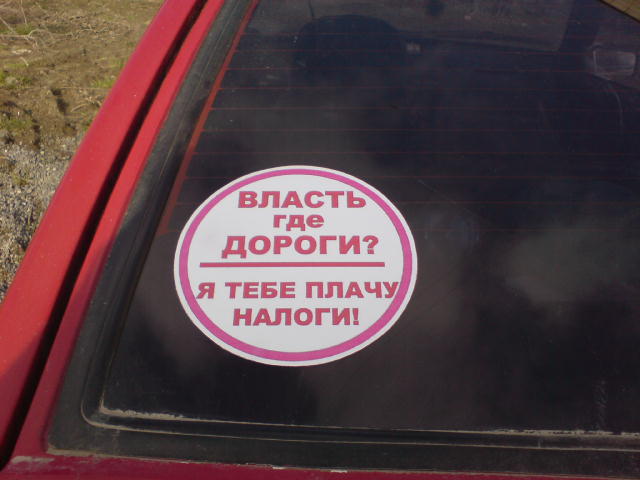 ВЛАСТЬ
где
ДОРОГИ?
Я ТЕБЕ ПЛАЧУ
НАЛОГИ!